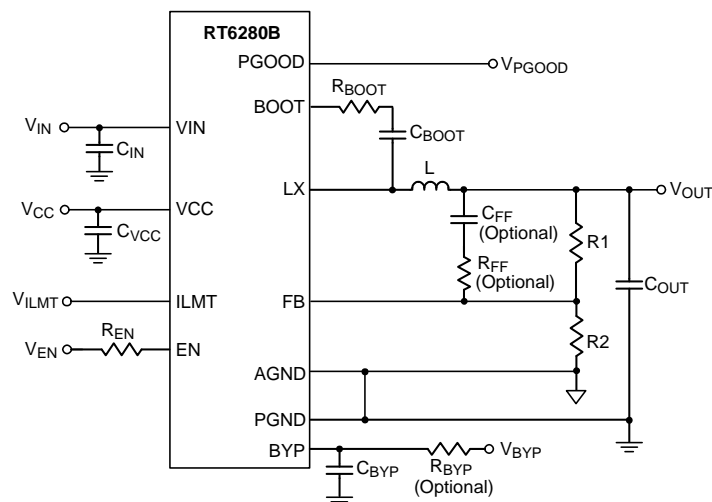 RT6280B
PGOOD
VPGOOD
RBOOT
BOOT
CBOOT
VIN
VIN
CIN
L
LX
VOUT
VCC
VCC
CVCC
CFF
(Optional)
R1
RFF
(Optional)
COUT
VILMT
ILMT
FB
REN
VEN
EN
R2
AGND
PGND
BYP
VBYP
CBYP
RBYP
(Optional)